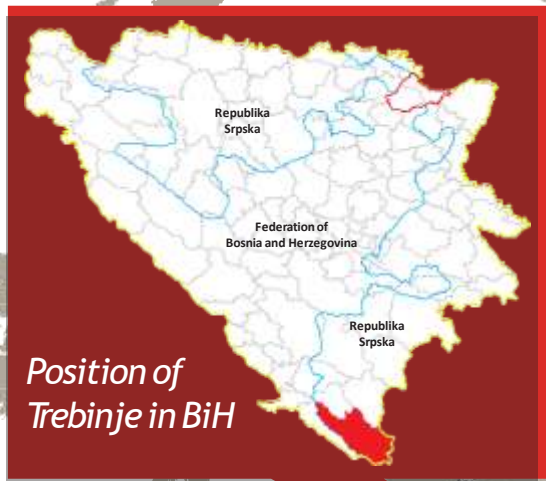 Republika
Srpska
Federation of
Bosnia and Herzegovina
Republika
Srpska
Position of
Trebinje in BiH